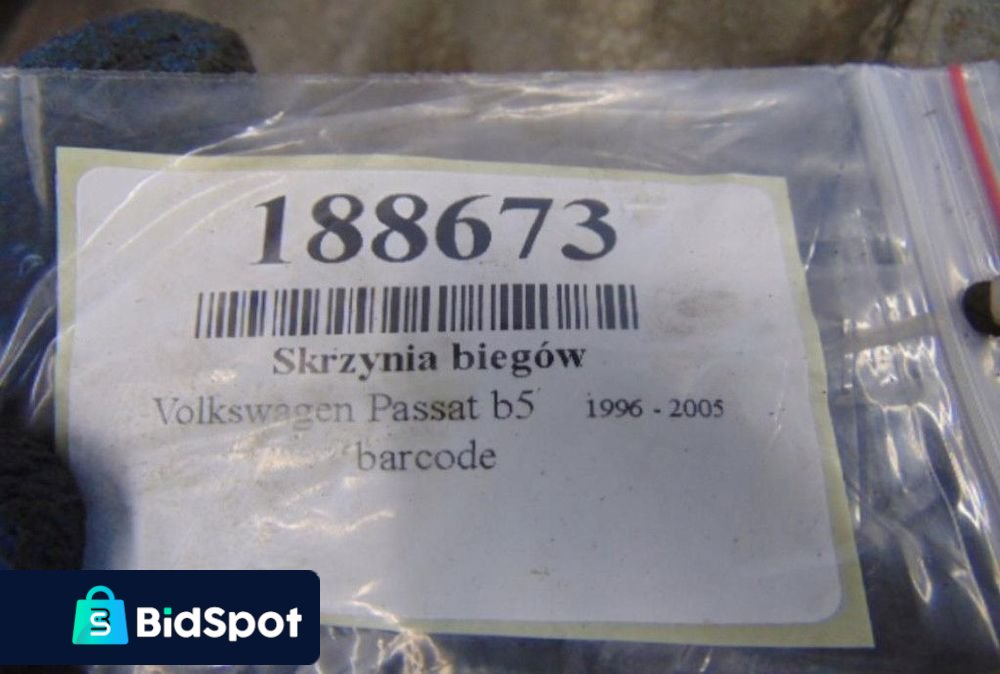 188673
Skrzynia biegów
Volkswagen Passat b5 1996 - 2005
barcode
BidSpot